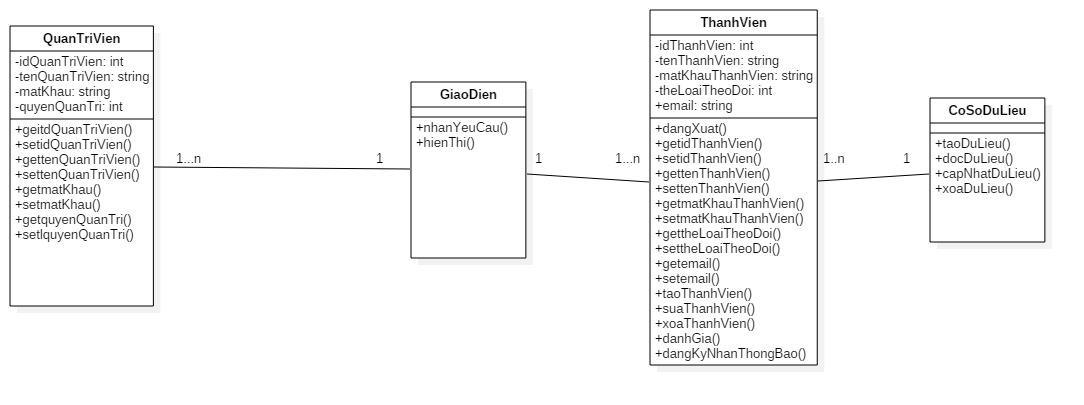 QuanTriVien
-idQuanTriVien: int
-tenQuanTriVien: string
-matKhau: string
-quyenQuanTri: int
+geitdQuanTriVien()
+setidQuanTriVien()
+gettenQuanTriVien()
+settenQuanTriVien()
+getmatKhau()
+setmatKhau()
+getquyenQuanTri()
+setlquyenQuanTri()
1...n
1
GiaoDien
+nhanYeuCau()
+hienThi()
1
1...n
ThanhVien
-idThanhVien: int
-tenThanhVien: string
-matKhauThanhVien: string
-theLoaiTheoDoi: int
+email: string
+dangXuat()
+getidThanhVien()
+setidThanhVien()
+gettenThanhVien()
+settenThanhVien()
+getmatKhauThanhVien()
+setmatKhauThanhVien()
+gettheLoaiTheoDoi()
+settheLoaiTheoDoi()
+getemail()
+setemail()
+taoThanhVien()
+suaThanhVien()
+xoaThanhVien()
+danhGia()
+dangKyNhanThongBao()
1..n
1
CoSoDuLieu
+taoDuLieu()
+docDuLieu()
+capNhatDuLieu()
+xoaDuLieu()